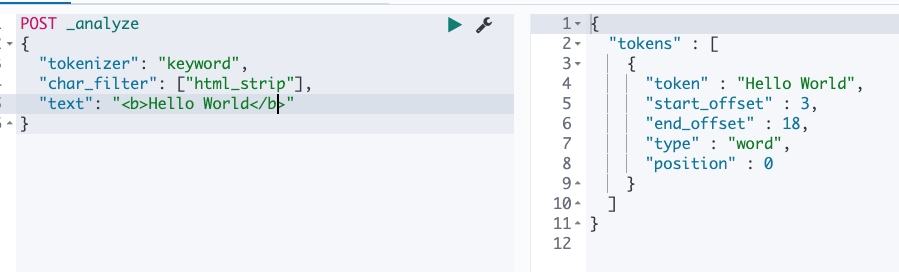 POST _analyze
{
"tokenizer": "keyword",
"char_filter": ["html_strip"],
"text": "<b>Hello World</b>"
}
1 {
2 "tokens" : [
3 {
4 "token" : "Hello World",
5 "start_offset" : 3,
6 "end_offset" : 18,
7 "type" : "word",
8 "position" : 0
9 }
10 ]
11 }
12